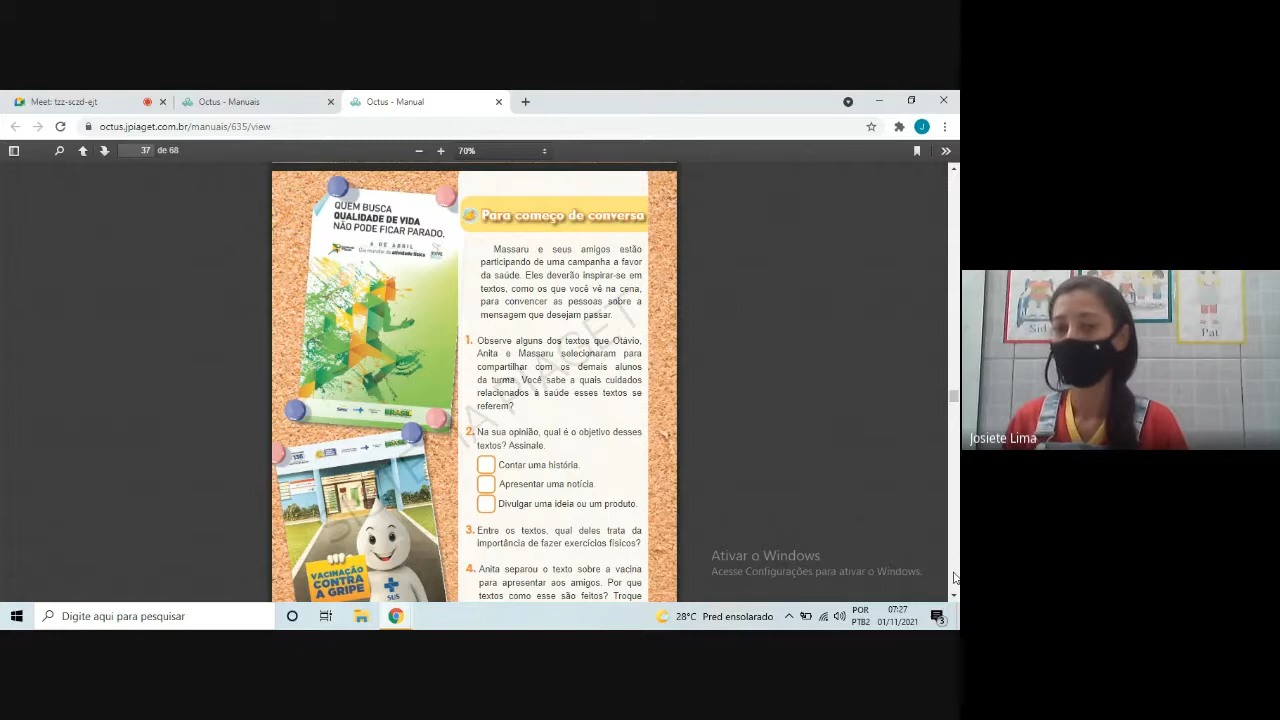 Meet: tzz-sczd-ejt
Octus - Manuais
Octus - Manual
octus.jpiaget.com.br/manuais/635/view
37 de 68
70%
QUEM BUSCA
QUALIDADE DE VIDA
NÃO PODE FICAR PARADO.
6 DE ABRIL
Dia mundial da atividade física
BRASIL
VACINAÇÃO
CONTRA
A GRIPE
SUS
Para começo de conversa
Massaru e seus amigos estão
participando de uma campanha a favor
da saúde. Eles deverão inspirar-se em
textos, como os que você vê na cena,
para convencer as pessoas sobre a
mensagem que desejam passar.
1. Observe alguns dos textos que Otávio,
Anita e Massaru selecionaram para
compartilhar com os demais alunos
da turma. Você sabe a quais cuidados
relacionados à saúde esses textos se
referem?
2. Na sua opinião, qual é o objetivo desses
textos? Assinale.
Contar uma história.
Apresentar uma notícia.
Divulgar uma ideia ou um produto.
3. Entre os textos, qual deles trata da
importância de fazer exercícios físicos?
4. Anita separou o texto sobre a vacina
para apresentar aos amigos. Por que
textos como esse são feitos? Troque
PIAGET
Ativar o Windows
Acesse Configurações para ativar o Windows.
Sid
Pat
Josiete Lima
Digite aqui para pesquisar
28°C Pred ensolarado
POR
PTB2
07:27
01/11/2021
3